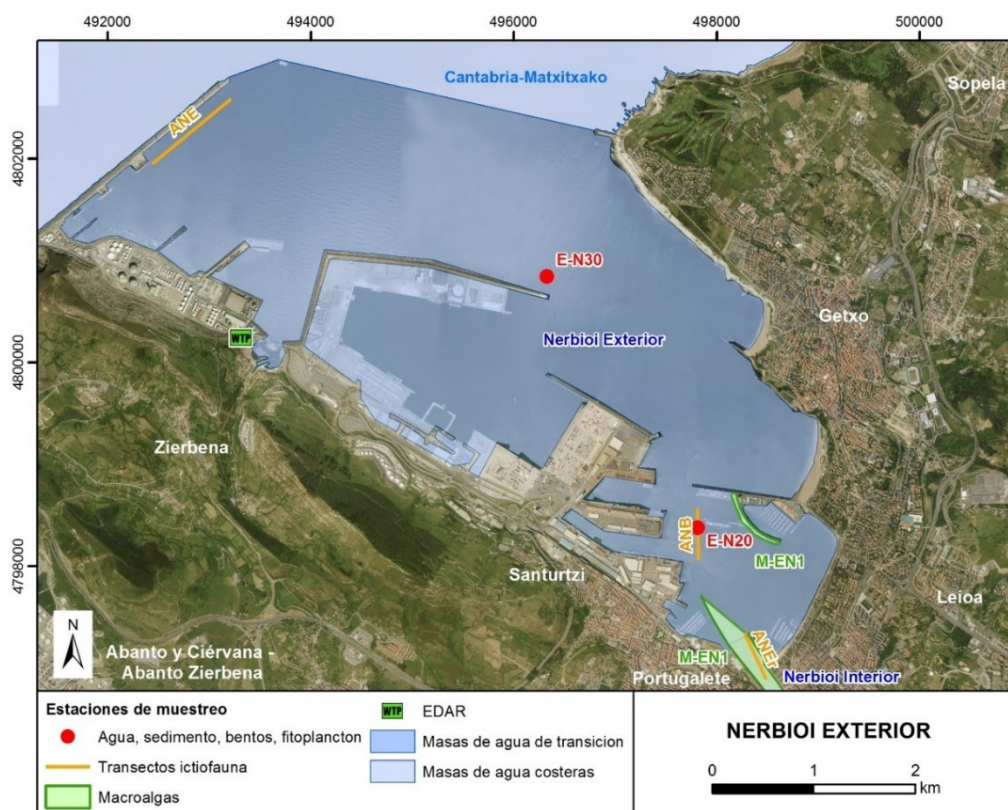 492000 494000 496000 498000 500000
Cantabria-Matxitxako
Sopela
ANE
4802000
E-N30
Getxo
Nerbioi Exterior
WTP
4800000
Zierbena
ANB
E-N20
M-EN1
4798000
Santurtzi
Leioa
N
ANEr
M-EN1
Abanto y Ciérvana -
Abanto Zierbena
Portugalete
Nerbioi Interior
Estaciones de muestreo
Agua, sedimento, bentos, fitoplancton
Transectos ictiofauna
Macroalgas
WTP EDAR
Masas de agua de transicion
Masas de agua costeras
NERBIOI EXTERIOR
0 1 2
km